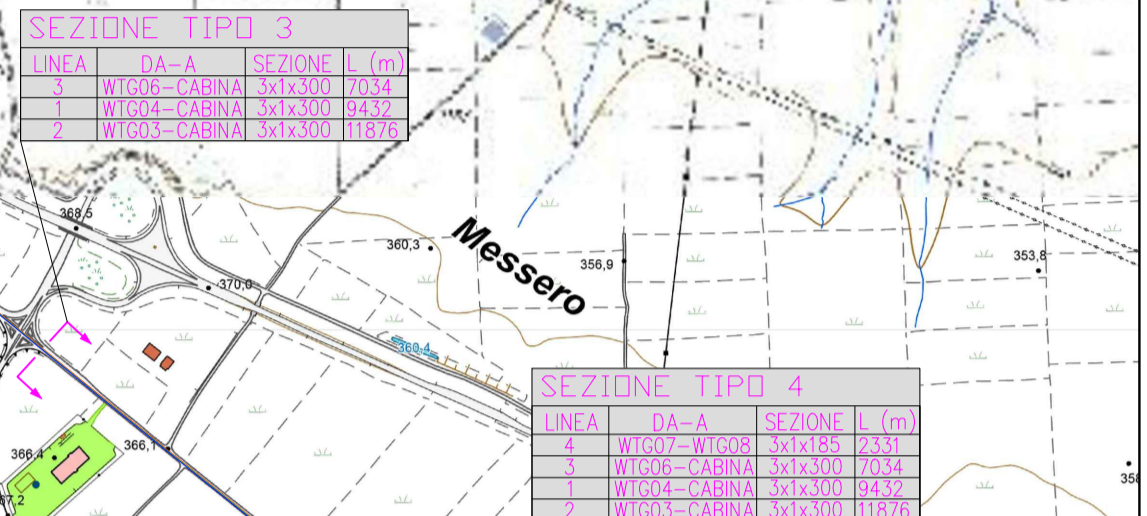 SEZIONE TIPO 3
LINEA DA-A SEZIONE L (m)
3 WTG06-CABINA 3x1x300 7034
1 WTG04-CABINA 3x1x300 9432
2 WTG03-CABINA 3x1x300 11876
368,5
360,3
Messero
356,9
353,8
370,0
360,4
SEZIONE TIPO 4
LINEA DA-A SEZIONE L (m)
4 WTG07-WTG08 3x1x185 2331
3 WTG06-CABINA 3x1x300 7034
1 WTG04-CABINA 3x1x300 9432
2 WTG03-CABINA 3x1x300 11876
366,1
366,4